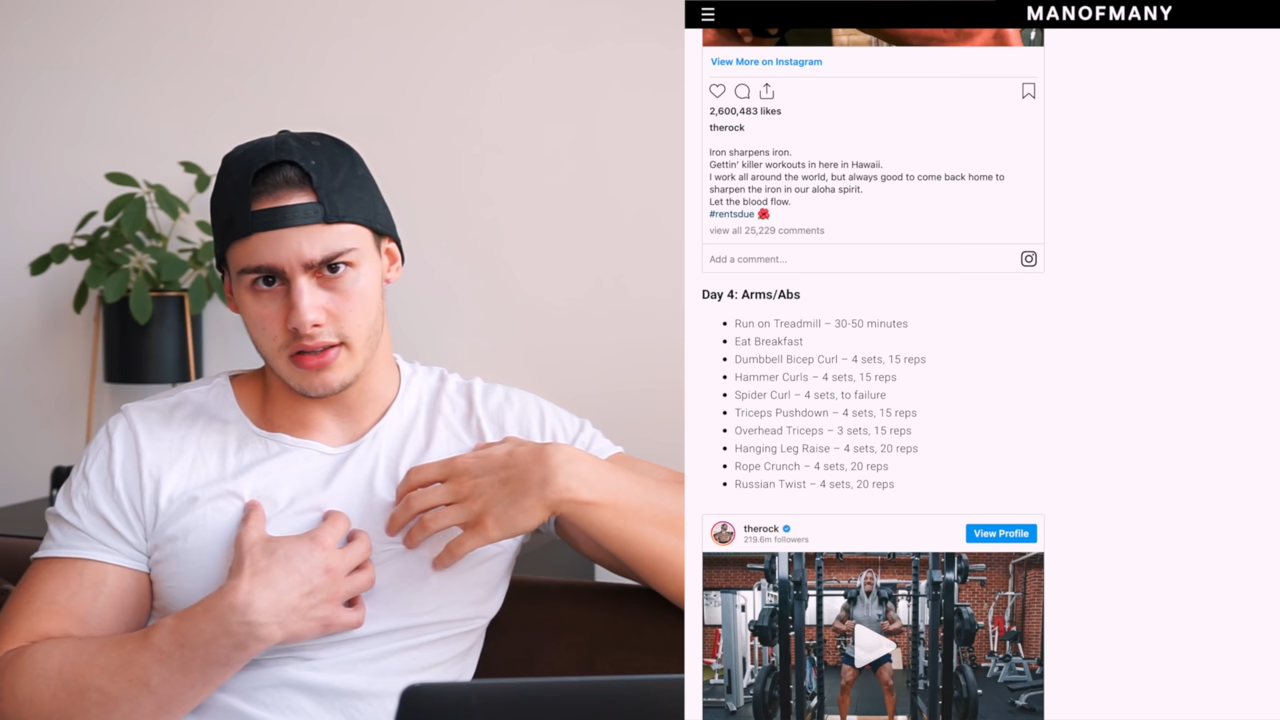 MANOFMANY
View More on Instagram
2,600,483 likes
therock
Iron sharpens iron.
Gettin' killer workouts in here in Hawaii.
I work all around the world, but always good to come back home to
sharpen the iron in our aloha spirit.
Let the blood flow.
#rentsdue 🌺
view all 25,229 comments
Add a comment...
Day 4: Arms/Abs
• Run on Treadmill – 30-50 minutes
• Eat Breakfast
• Dumbbell Bicep Curl – 4 sets, 15 reps
• Hammer Curls – 4 sets, 15 reps
• Spider Curl – 4 sets, to failure
• Triceps Pushdown – 4 sets, 15 reps
• Overhead Triceps – 3 sets, 15 reps
• Hanging Leg Raise – 4 sets, 20 reps
• Rope Crunch – 4 sets, 20 reps
• Russian Twist – 4 sets, 20 reps
therock
219.6m followers
View Profile